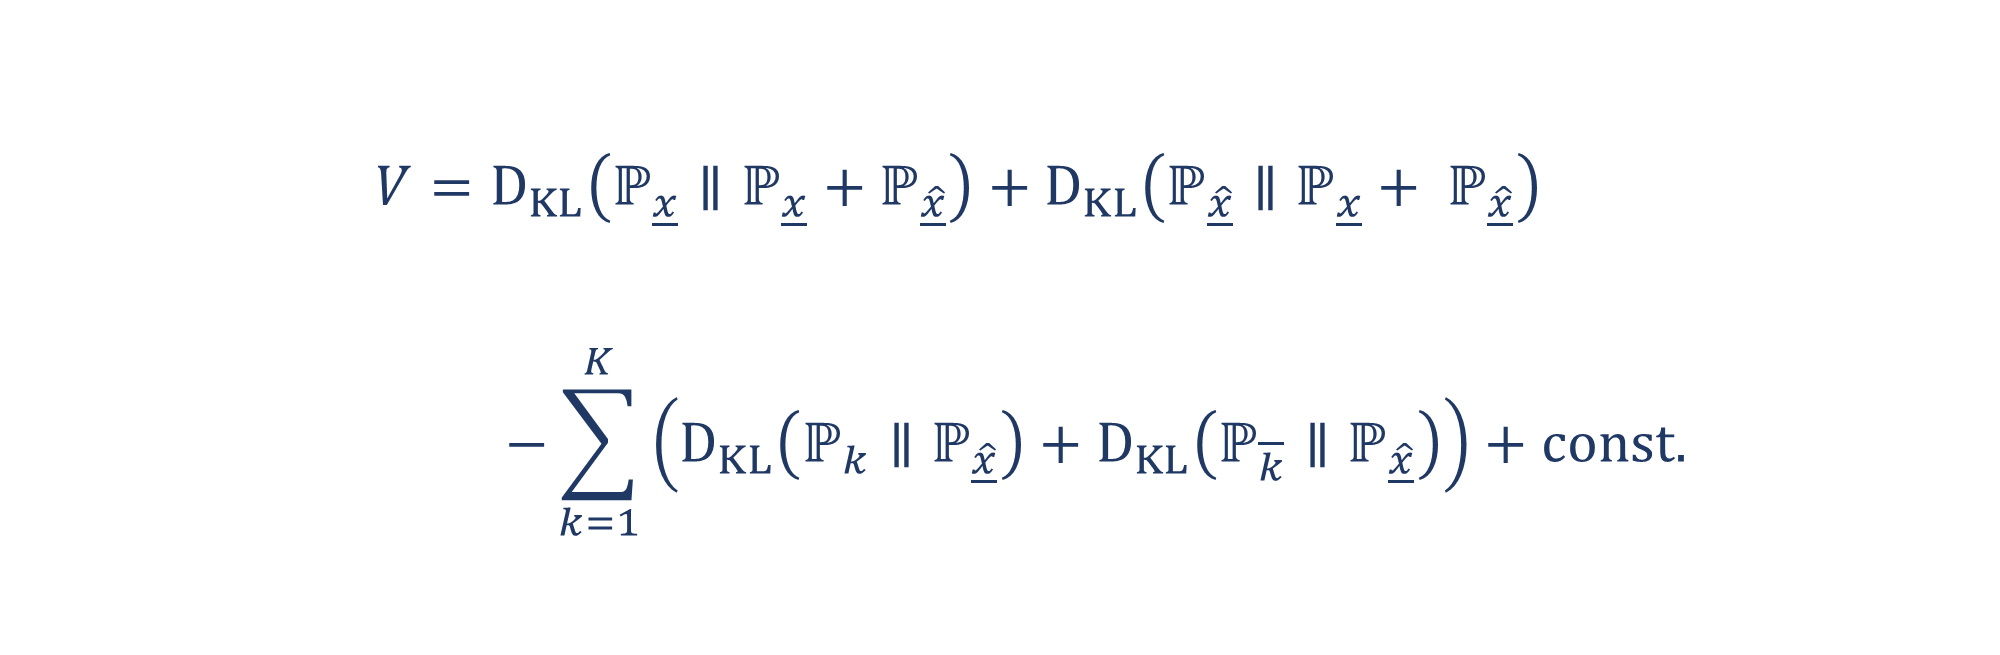 V = D_KL(ℙ_x̲ ∥ ℙ_x̲ + ℙ_x̲̂) + D_KL(ℙ_x̲̂ ∥ ℙ_x̲ + ℙ_x̲̂)
− ∑_{k=1}^{K} (D_KL(ℙ_k ∥ ℙ_x̲̂) + D_KL(ℙ_k̅ ∥ ℙ_x̲̂)) + const.